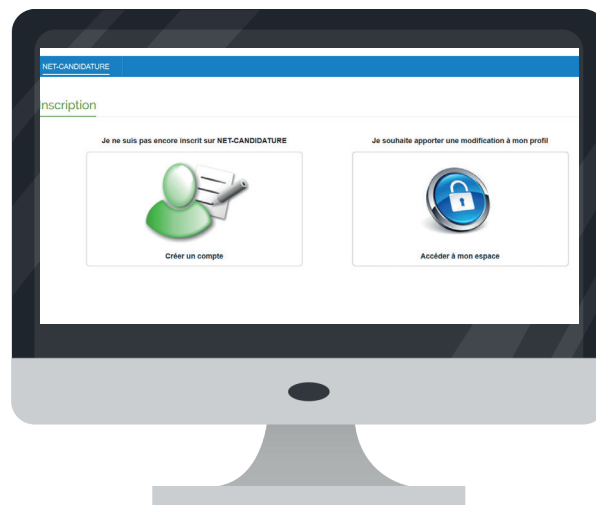 NET-CANDIDATURE
Inscription
Je ne suis pas encore inscrit sur NET-CANDIDATURE
Je souhaite apporter une modification à mon profil
Créer un compte
Accéder à mon espace